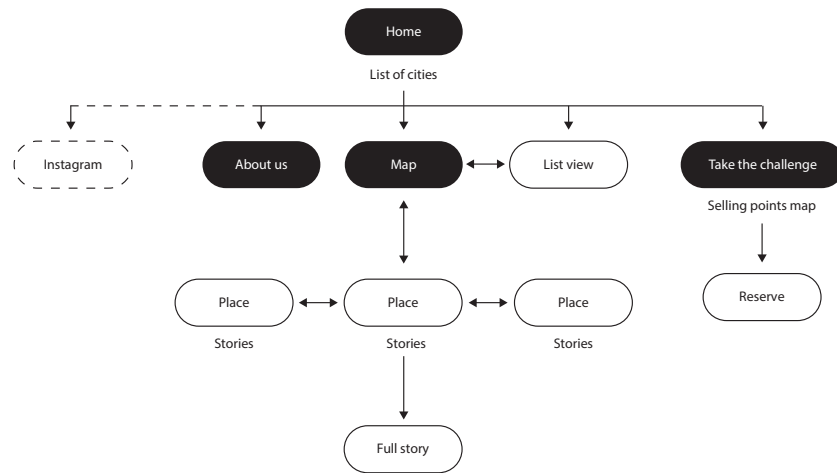 Home
List of cities
Instagram
About us
Map
List view
Take the challenge
Selling points map
Place
Place
Place
Reserve
Stories
Stories
Stories
Full story